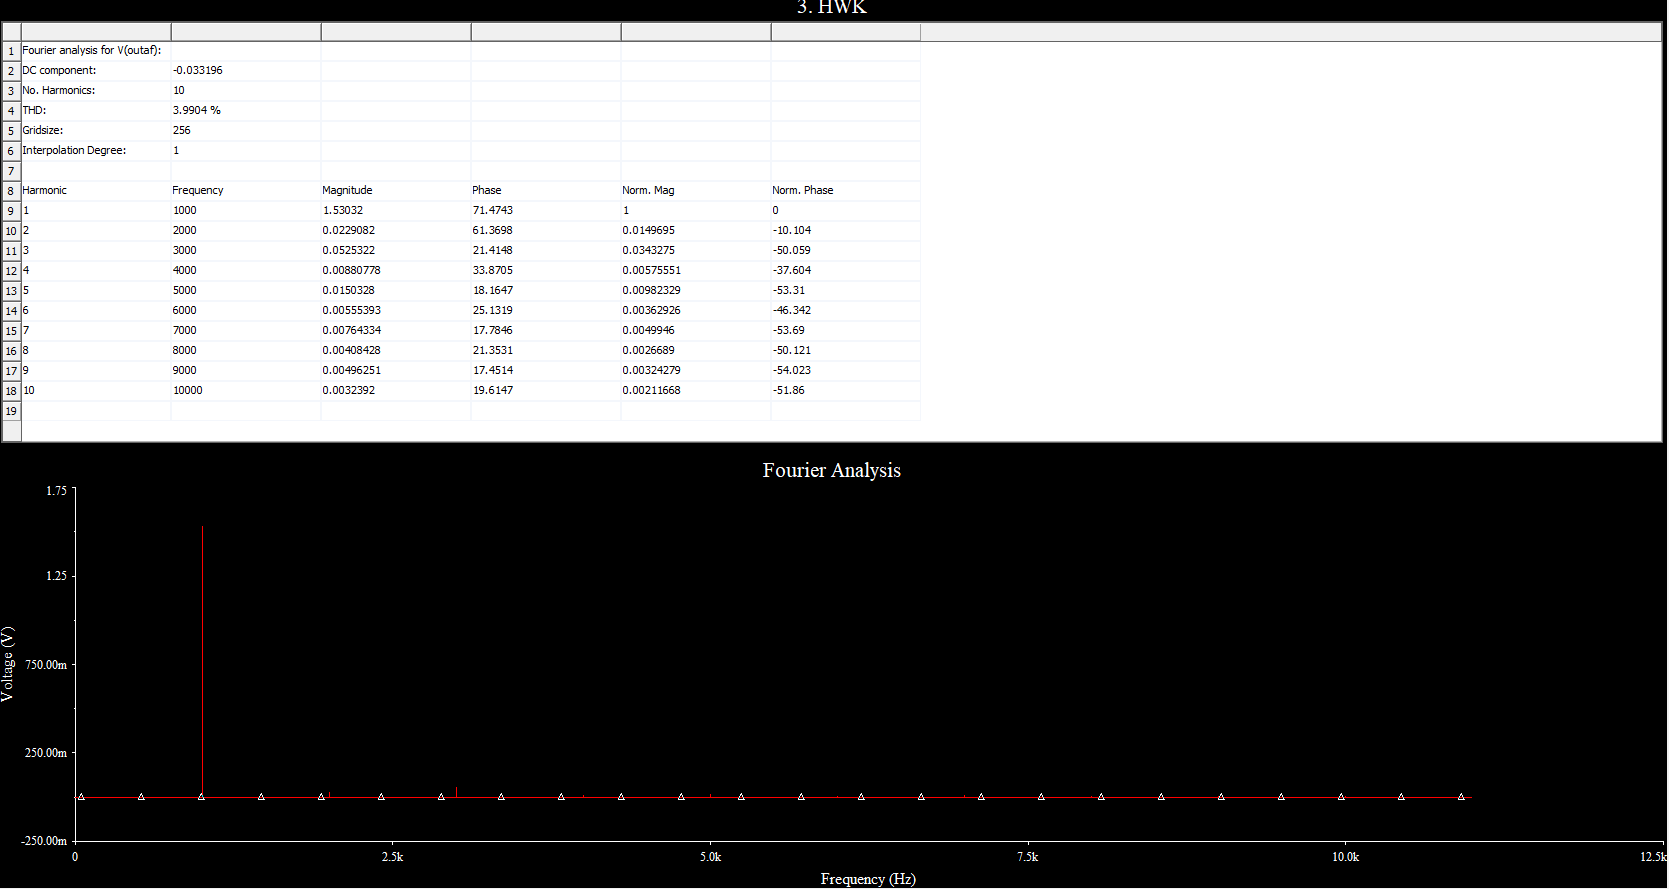 3. HWK
1 Fourier analysis for V(outaf):
2 DC component: -0.033196
3 No. Harmonics: 10
4 THD: 3.9904 %
5 Gridsize: 256
6 Interpolation Degree: 1
7
8 Harmonic Frequency Magnitude Phase Norm. Mag Norm. Phase
9 1 1000 1.53032 71.4743 1 0
10 2 2000 0.0229082 61.3698 0.0149695 -10.104
11 3 3000 0.0525322 21.4148 0.0343275 -50.059
12 4 4000 0.00880778 33.8705 0.00575551 -37.604
13 5 5000 0.0150328 18.1647 0.00982329 -53.31
14 6 6000 0.00555393 25.1319 0.00362926 -46.342
15 7 7000 0.00764334 17.7846 0.0049946 -53.69
16 8 8000 0.00408428 21.3531 0.0026689 -50.121
17 9 9000 0.00496251 17.4514 0.00324279 -54.023
18 10 10000 0.0032392 19.6147 0.00211668 -51.86
19
Fourier Analysis
1.75
1.25
750.00m
250.00m
-250.00m
Voltage (V)
0 2.5k 5.0k 7.5k 10.0k 12.5k
Frequency (Hz)